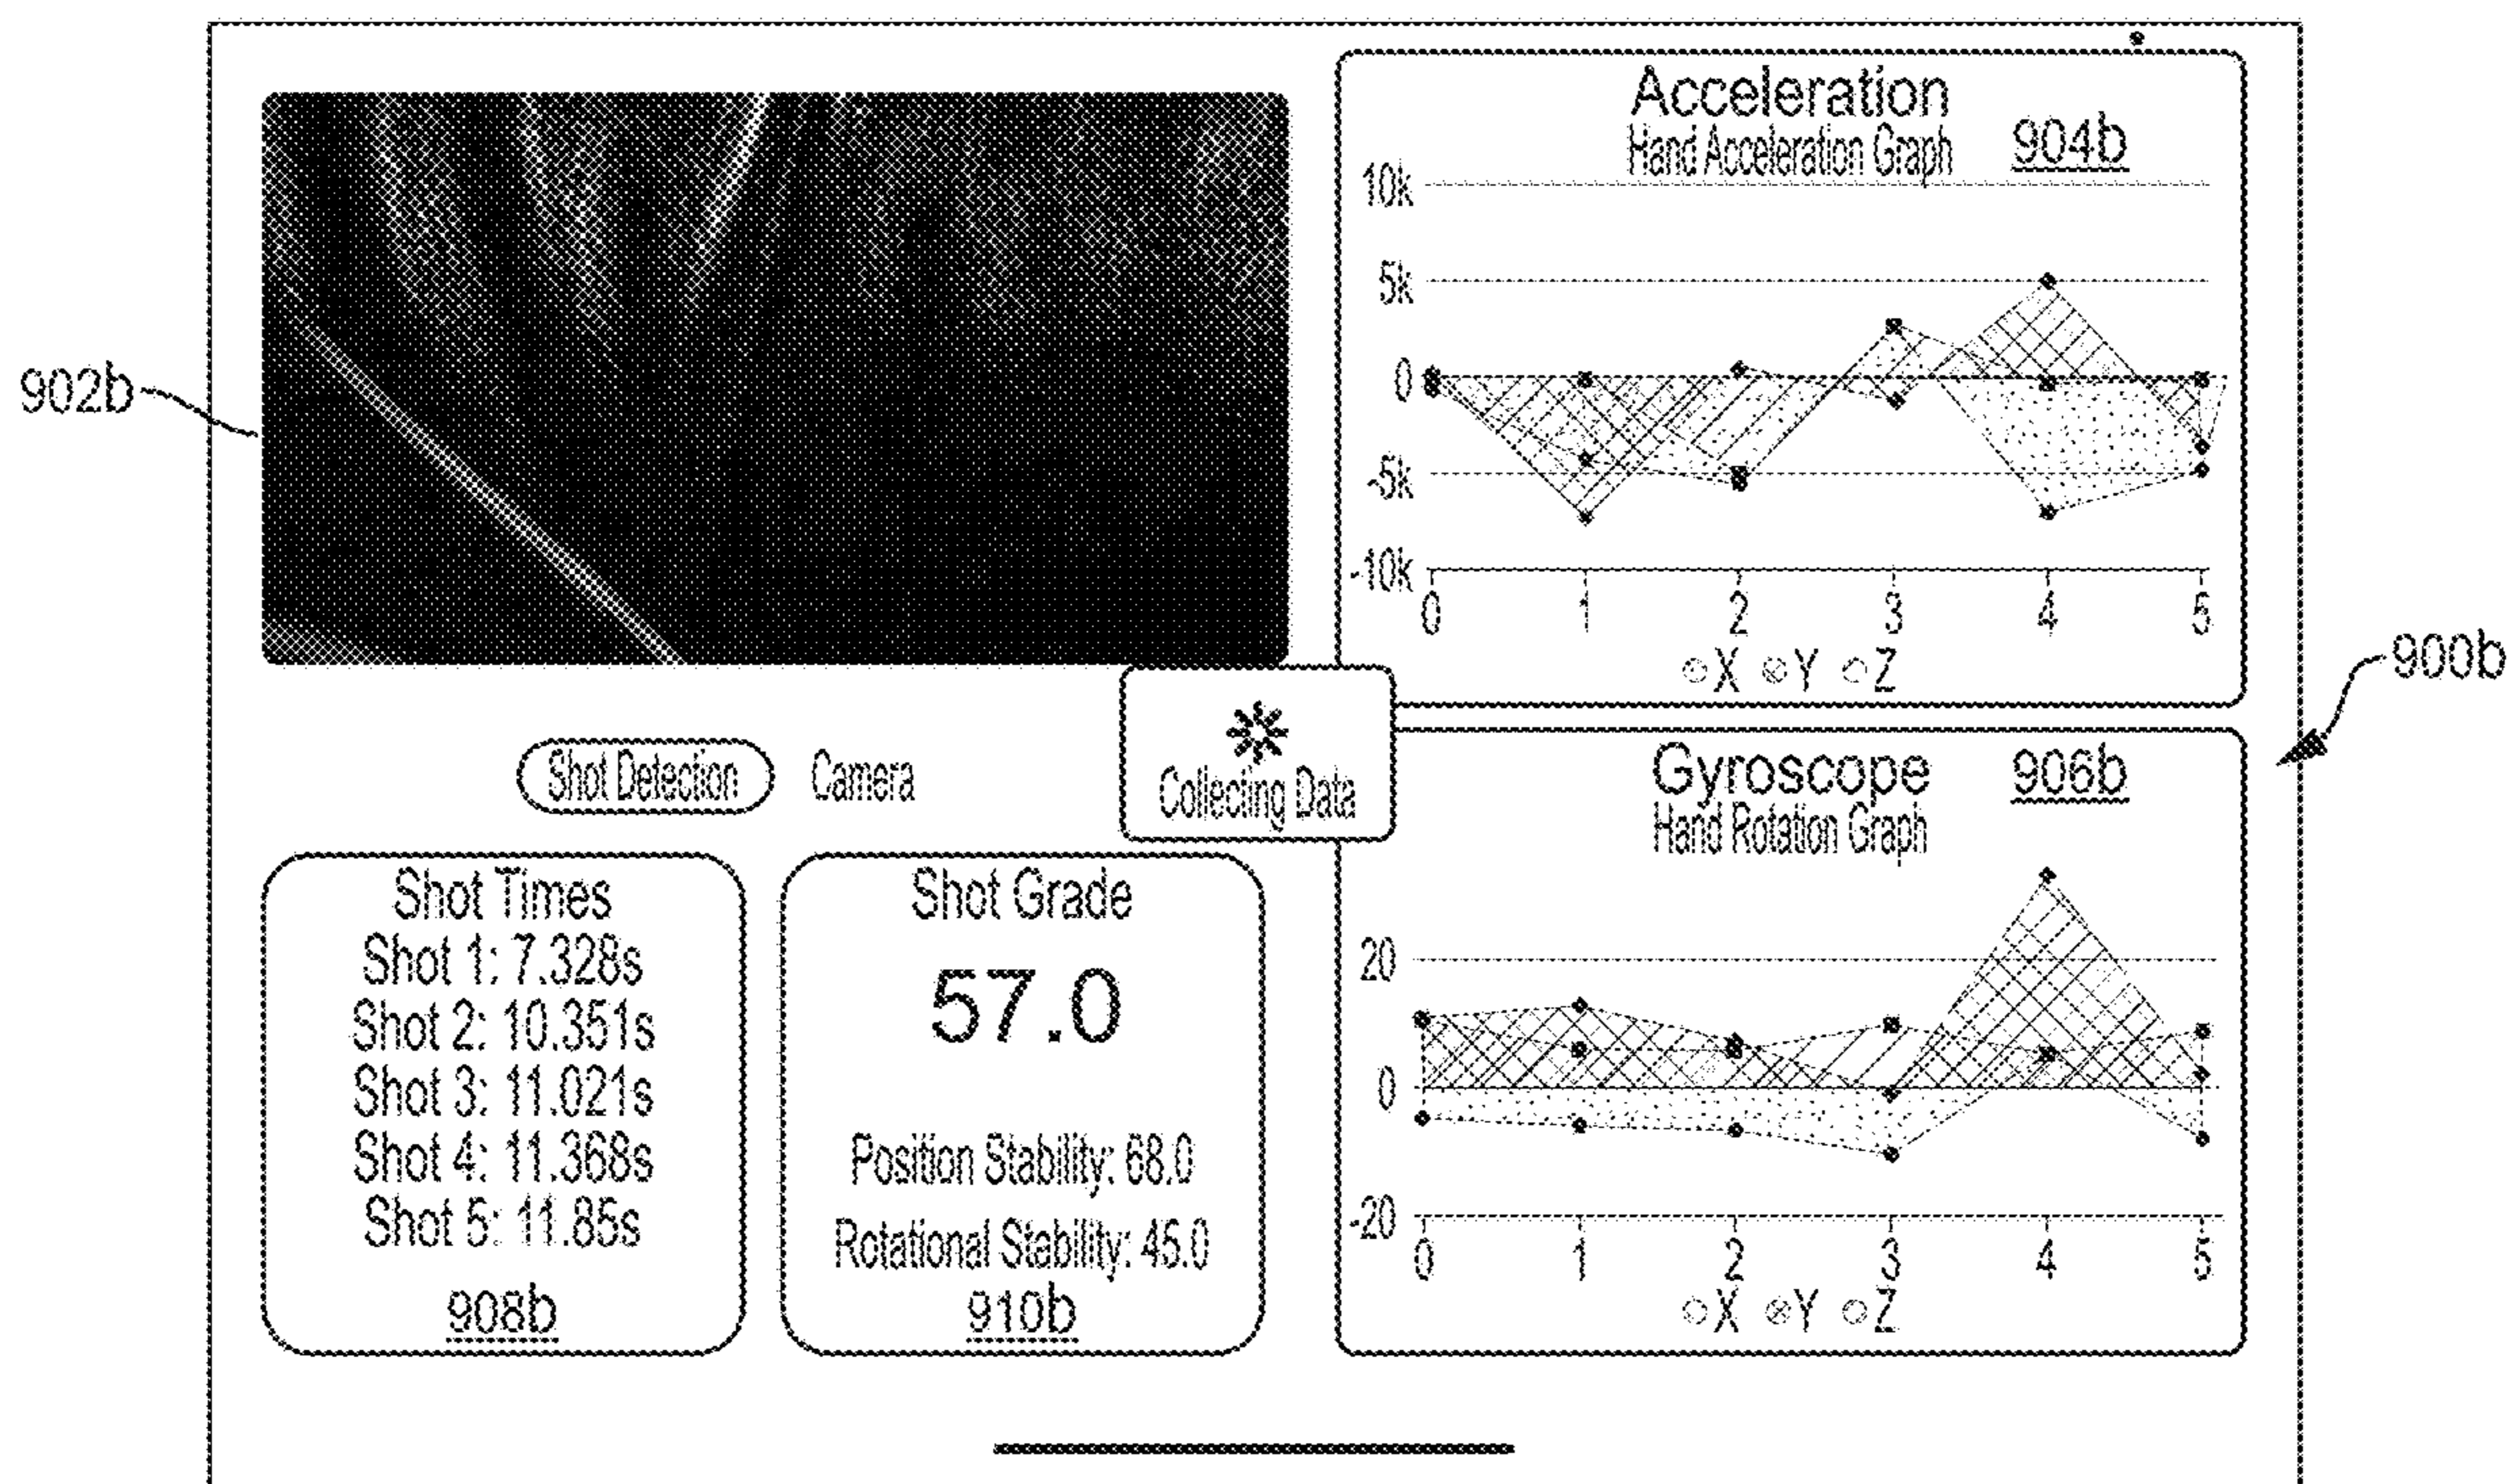 902b
Acceleration
Hand Acceleration Graph
904b
10k
5k
0
-5k
-10k
0 1 2 3 4 5
X Y Z
900b
Shot Detection
Camera
Collecting Data
Gyroscope
906b
Hand Rotation Graph
20
0
-20
0 1 2 3 4 5
X Y Z
Shot Times
Shot 1: 7.328s
Shot 2: 10.351s
Shot 3: 11.021s
Shot 4: 11.368s
Shot 5: 11.85s
908b
Shot Grade
57.0
Position Stability: 68.0
Rotational Stability: 45.0
910b